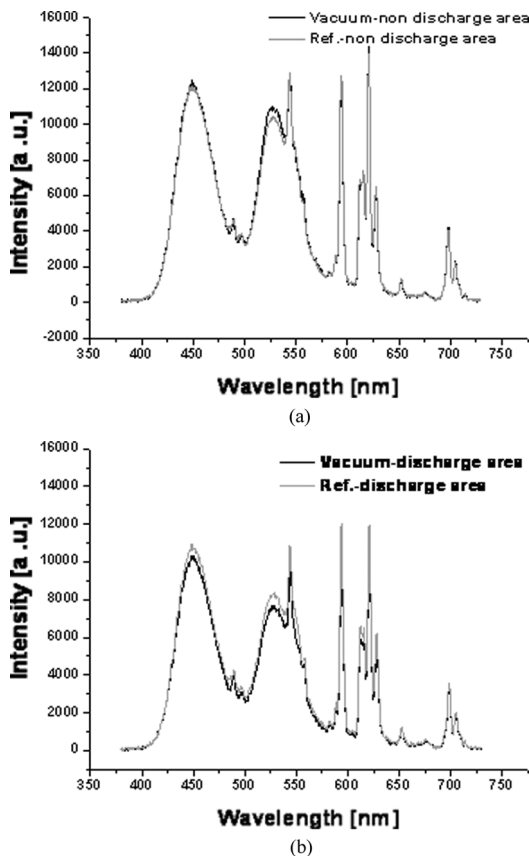 Vacuum-non discharge area
Ref.-non discharge area
16000
14000
12000
10000
8000
6000
4000
2000
0
-2000
Intensity [a .u.]
350 400 450 500 550 600 650 700 750
Wavelength [nm]
(a)
Vacuum-discharge area
Ref.-discharge area
16000
14000
12000
10000
8000
6000
4000
2000
0
Intensity [a .u.]
350 400 450 500 550 600 650 700 750
Wavelength [nm]
(b)